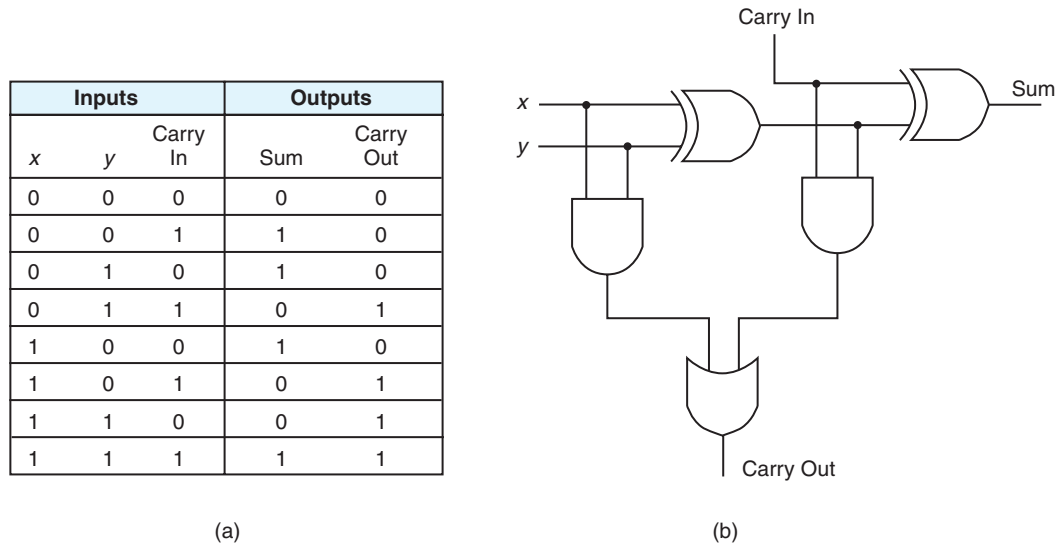 Inputs Outputs
x y Carry In Sum Carry Out
0 0 0 0 0
0 0 1 1 0
0 1 0 1 0
0 1 1 0 1
1 0 0 1 0
1 0 1 0 1
1 1 0 0 1
1 1 1 1 1
(a)
Carry In
x
y
Sum
Carry Out
(b)